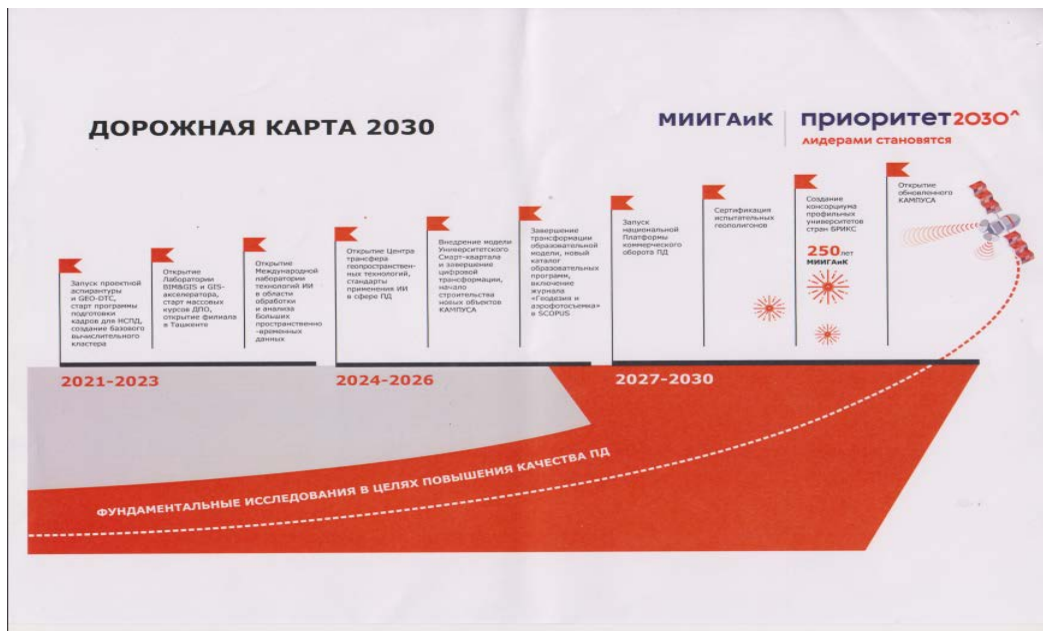 ДОРОЖНАЯ КАРТА 2030
МИИГАиК
приоритет2030^
лидерами становятся
Запуск проектной
аспирантуры
и GEO-DTC,
старт программы
подготовки
кадров для НСПД,
создание базового
вычислительного
кластера
Открытие
Лаборатории
BIM&GIS и GIS-
акселератора,
старт массовых
курсов ДПО,
открытие филиала
в Ташкенте
Открытие
Международной
лаборатории
технологий ИИ
в области
обработки
и анализа
больших
пространственно
-временных
данных
Открытие Центра
трансфера
геопространствен-
ных технологий,
стандарты
применения ИИ
в сфере ПД
Внедрение модели
Университетского
Смарт-квартала
и завершение
цифровой
трансформации,
начало
строительства
новых объектов
КАМПУСА
Завершение
трансформации
образовательной
модели, новый
каталог
образовательных
программ,
включение
журнала
«Геодезия и
аэрофотосъемка»
в SCOPUS
Запуск
национальной
Платформы
коммерческого
оборота ПД
Сертификация
испытательных
геополигонов
Создание
консорциума
профильных
университетов
стран БРИКС
250 лет
МИИГАиК
Открытие
обновленного
КАМПУСА
2021-2023
2024-2026
2027-2030
ФУНДАМЕНТАЛЬНЫЕ ИССЛЕДОВАНИЯ В ЦЕЛЯХ ПОВЫШЕНИЯ КАЧЕСТВА ПД